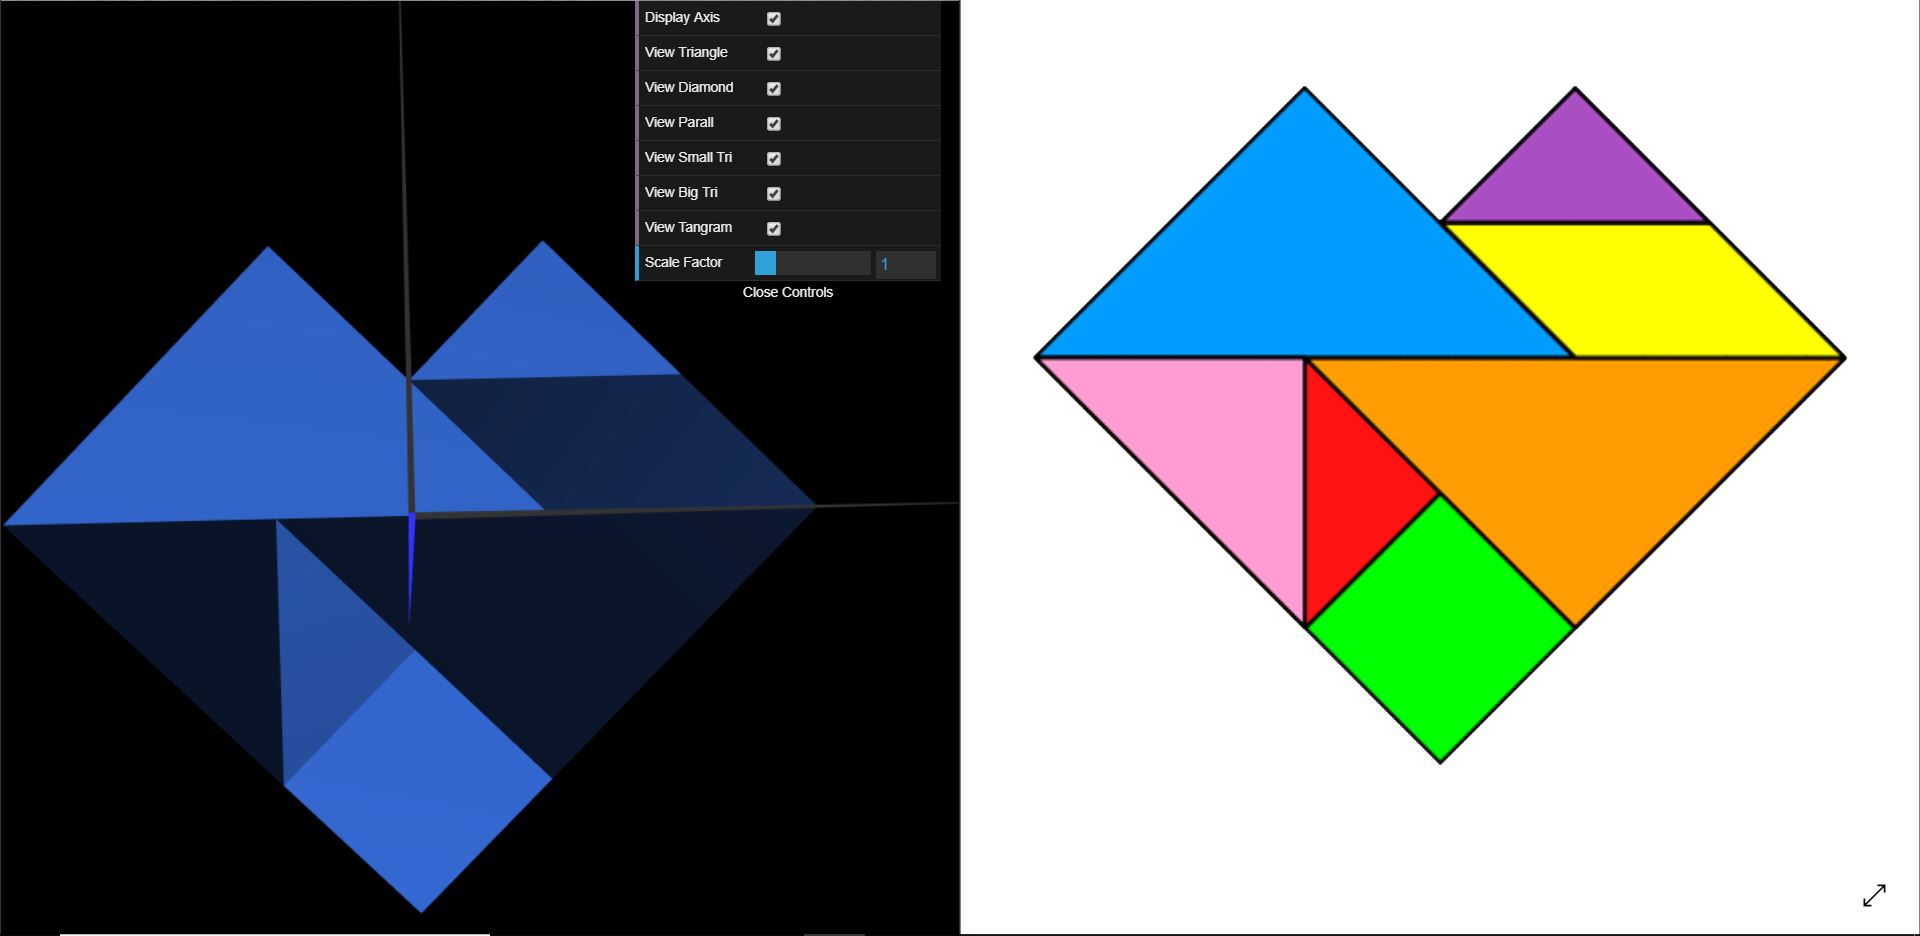 Display Axis
View Triangle
View Diamond
View Parall
View Small Tri
View Big Tri
View Tangram
Scale Factor 1
Close Controls